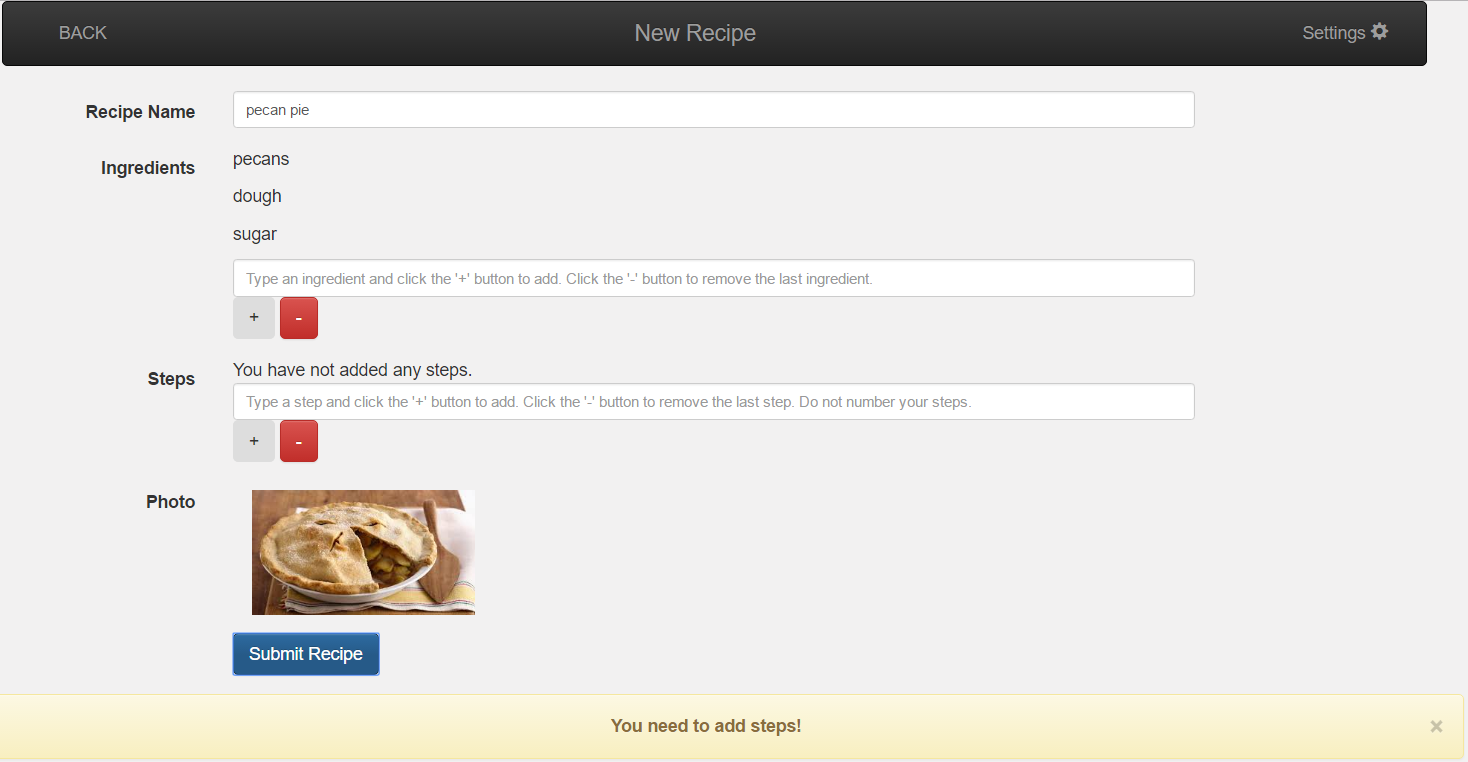 BACK New Recipe Settings
Recipe Name pecan pie
Ingredients pecans
dough
sugar
Type an ingredient and click the '+' button to add. Click the '-' button to remove the last ingredient.
+ -
Steps You have not added any steps.
Type a step and click the '+' button to add. Click the '-' button to remove the last step. Do not number your steps.
+ -
Photo
Submit Recipe
You need to add steps! ×